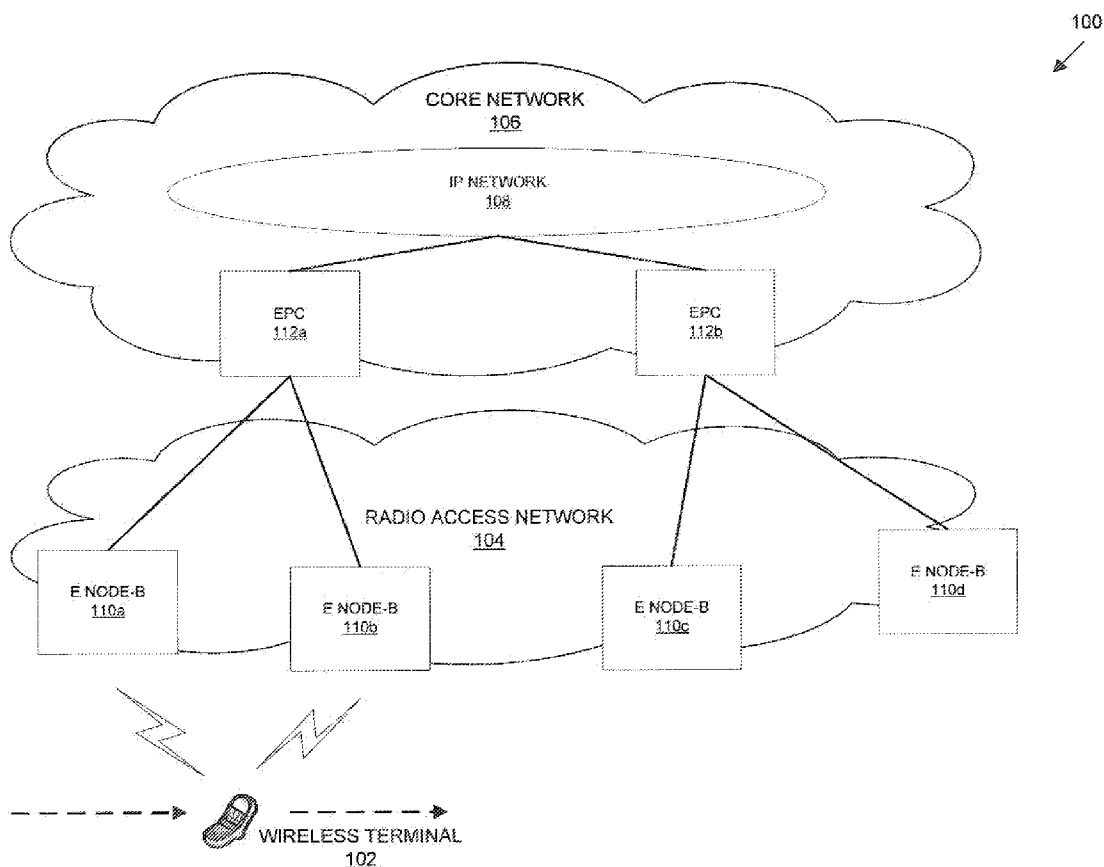 100
CORE NETWORK
106
IP NETWORK
108
EPC
112a
EPC
112b
RADIO ACCESS NETWORK
104
E NODE-B
110a
E NODE-B
110b
E NODE-B
110c
E NODE-B
110d
WIRELESS TERMINAL
102